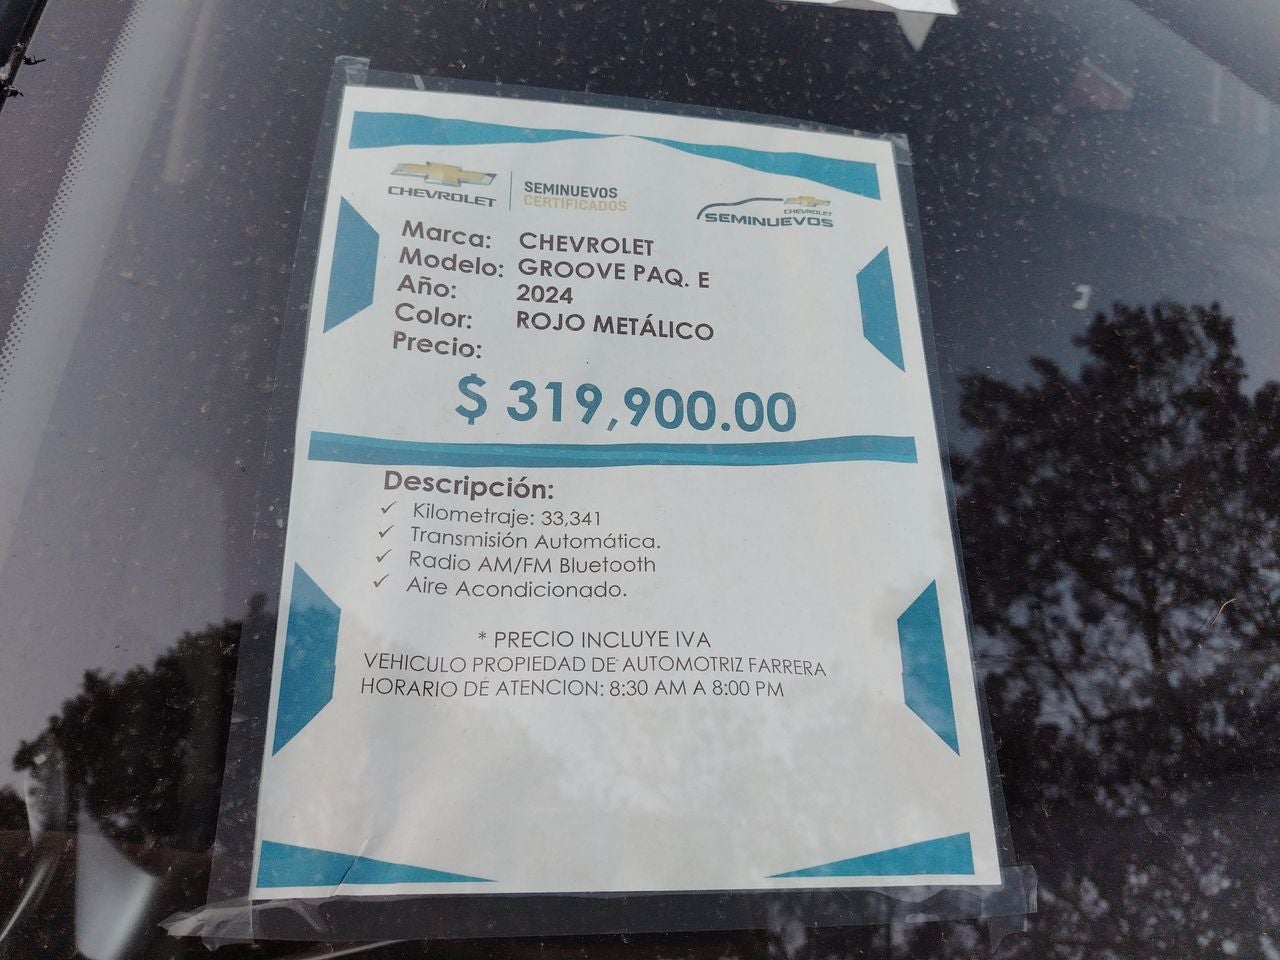 CHEVROLET
SEMINUEVOS
CERTIFICADOS
CHEVROLET
SEMINUEVOS
Marca: CHEVROLET
Modelo: GROOVE PAQ. E
Año: 2024
Color: ROJO METÁLICO
Precio:
$ 319,900.00
Descripción:
✓ Kilometraje: 33,341
✓ Transmisión Automática.
✓ Radio AM/FM Bluetooth
✓ Aire Acondicionado.
* PRECIO INCLUYE IVA
VEHICULO PROPIEDAD DE AUTOMOTRIZ FARRERA
HORARIO DE ATENCION: 8:30 AM A 8:00 PM